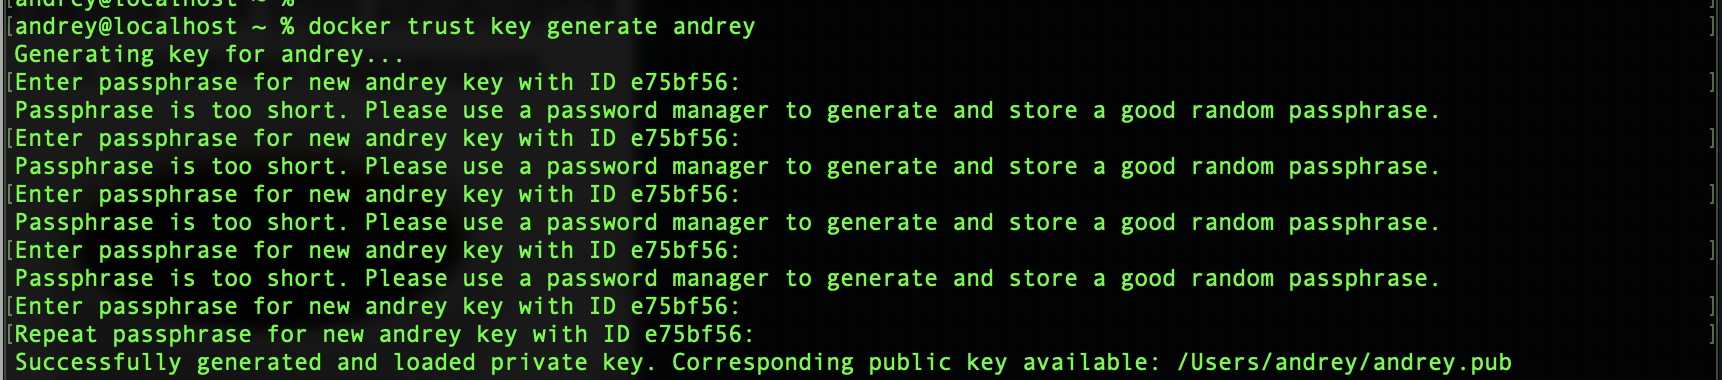 [andrey@localhost ~ %
[andrey@localhost ~ % docker trust key generate andrey ]
Generating key for andrey...
[Enter passphrase for new andrey key with ID e75bf56: ]
Passphrase is too short. Please use a password manager to generate and store a good random passphrase.
[Enter passphrase for new andrey key with ID e75bf56: ]
Passphrase is too short. Please use a password manager to generate and store a good random passphrase.
[Enter passphrase for new andrey key with ID e75bf56: ]
Passphrase is too short. Please use a password manager to generate and store a good random passphrase.
[Enter passphrase for new andrey key with ID e75bf56: ]
Passphrase is too short. Please use a password manager to generate and store a good random passphrase.
[Enter passphrase for new andrey key with ID e75bf56: ]
[Repeat passphrase for new andrey key with ID e75bf56: ]
Successfully generated and loaded private key. Corresponding public key available: /Users/andrey/andrey.pub